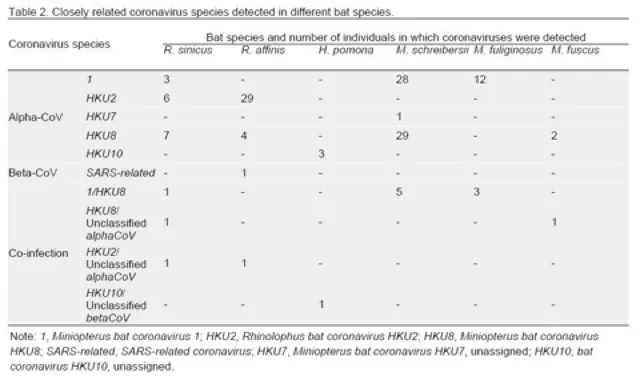 Table 2. Closely related coronavirus species detected in different bat species.
Coronavirus species Bat species and number of individuals in which coronaviruses were detected
R. sinicus R. affinis H. pomona M. schreibersii M. fuliginosus M. fuscus
Alpha-CoV 1 3 - - 28 12 -
HKU2 6 29 - - - -
HKU7 - - - 1 - -
HKU8 7 4 - 29 - 2
HKU10 - - 3 - - -
Beta-CoV SARS-related - 1 - - - -
Co-infection 1/HKU8 1 - - 5 3 -
HKU8/
Unclassified 1 - - - - 1
alphaCoV
HKU2/
Unclassified 1 1 - - - -
alphaCoV
HKU10/
Unclassified - - 1 - - -
betaCoV
Note: 1, Miniopterus bat coronavirus 1; HKU2, Rhinolophus bat coronavirus HKU2; HKU8, Miniopterus bat coronavirus
HKU8; SARS-related, SARS-related coronavirus; HKU7, Miniopterus bat coronavirus HKU7, unassigned; HKU10, bat
coronavirus HKU10, unassigned.